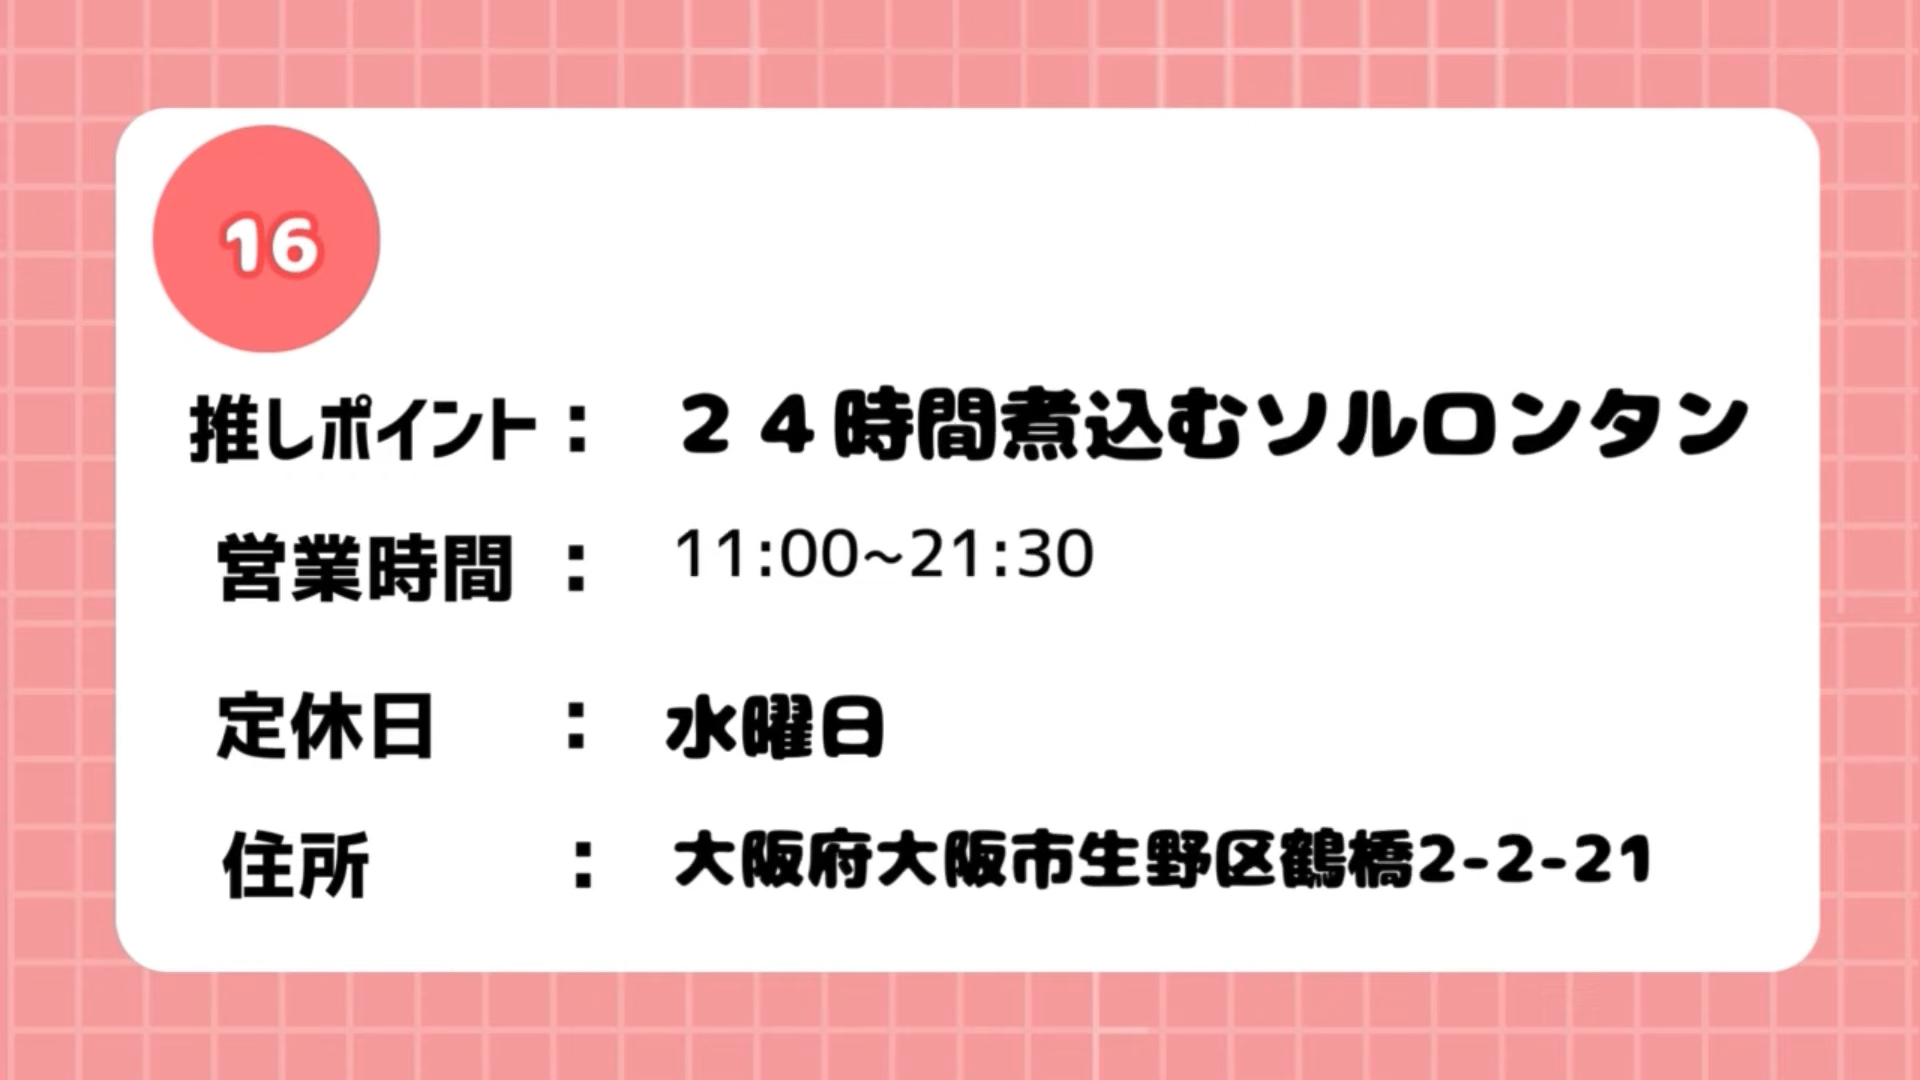 16
推しポイント： ２４時間煮込むソルロンタン
営業時間 ： 11:00~21:30
定休日 ： 水曜日
住所 ： 大阪府大阪市生野区鶴橋2-2-21